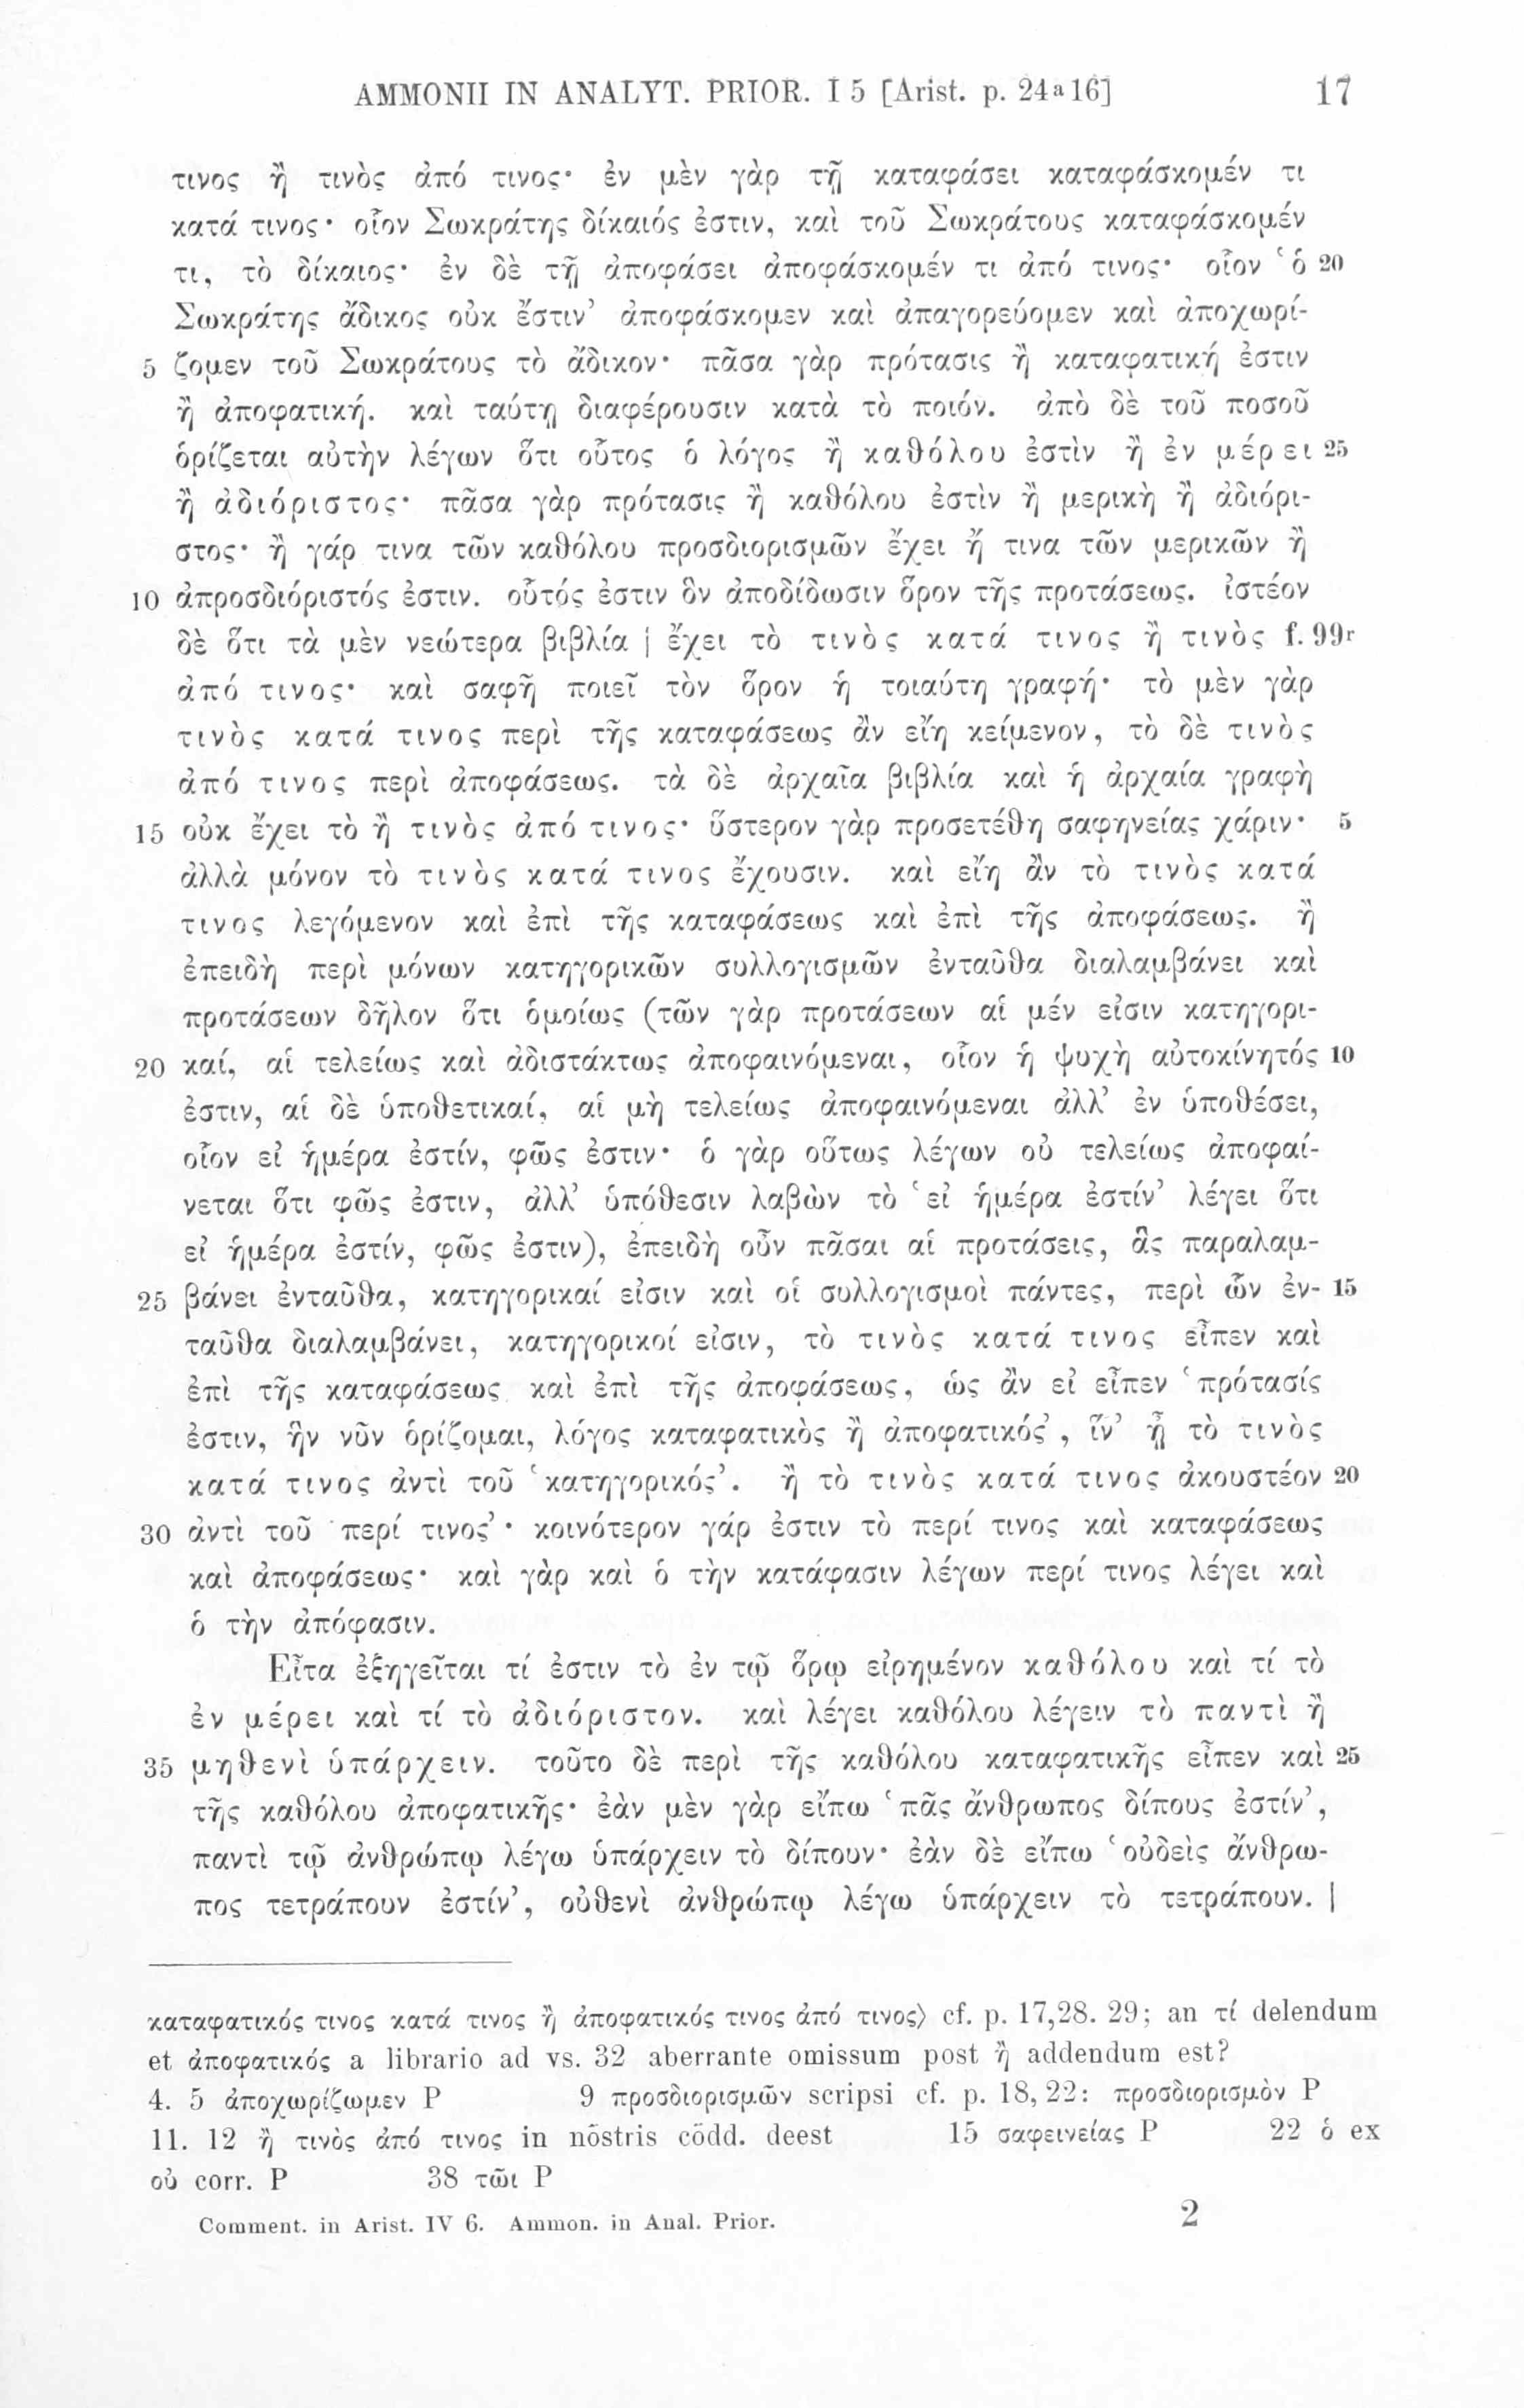 AMMONII IN ANALYT. PRIOR. I 5 [Arist. p. 24a16] 17
τινος ἢ τινὸς ἀπό τινος· ἐν μὲν γὰρ τῇ καταφάσει καταφάσκομέν τι
κατά τινος· οἷον Σωκράτης δίκαιός ἐστιν, καὶ τοῦ Σωκράτους καταφάσκομέν
τι, τὸ δίκαιος· ἐν δὲ τῇ ἀποφάσει ἀποφάσκομέν τι ἀπό τινος· οἷον ‘ὁ 20
Σωκράτης ἄδικος οὐκ ἔστιν’ ἀποφάσκομεν καὶ ἀπαγορεύομεν καὶ ἀποχωρί-
5 ζομεν τοῦ Σωκράτους τὸ ἄδικον· πᾶσα γὰρ πρότασις ἢ καταφατική ἐστιν
ἢ ἀποφατική. καὶ ταύτῃ διαφέρουσιν κατὰ τὸ ποιόν. ἀπὸ δὲ τοῦ ποσοῦ
ὁρίζεται αὐτὴν λέγων ὅτι οὗτος ὁ λόγος ἢ καθόλου ἐστὶν ἢ ἐν μέρει 25
ἢ ἀδιόριστος· πᾶσα γὰρ πρότασις ἢ καθόλου ἐστὶν ἢ μερικὴ ἢ ἀδιόρι-
στος· ἢ γάρ τινα τῶν καθόλου προσδιορισμῶν ἔχει ἤ τινα τῶν μερικῶν ἢ
10 ἀπροσδιόριστός ἐστιν. οὗτός ἐστιν ὃν ἀποδίδωσιν ὅρον τῆς προτάσεως. ἰστέον
δὲ ὅτι τὰ μὲν νεώτερα βιβλία | ἔχει τὸ τινὸς κατά τινος ἢ τινὸς f. 99r
ἀπό τινος· καὶ σαφῆ ποιεῖ τὸν ὅρον ἡ τοιαύτη γραφή· τὸ μὲν γὰρ
τινὸς κατά τινος περὶ τῆς καταφάσεως ἂν εἴη κείμενον, τὸ δὲ τινὸς
ἀπό τινος περὶ ἀποφάσεως. τὰ δὲ ἀρχαῖα βιβλία καὶ ἡ ἀρχαία γραφὴ
15 οὐκ ἔχει τὸ ἢ τινὸς ἀπό τινος· ὕστερον γὰρ προσετέθη σαφηνείας χάριν· 5
ἀλλὰ μόνον τὸ τινὸς κατά τινος ἔχουσιν. καὶ εἴη ἂν τὸ τινὸς κατά
τινος λεγόμενον καὶ ἐπὶ τῆς καταφάσεως καὶ ἐπὶ τῆς ἀποφάσεως. ἢ
ἐπειδὴ περὶ μόνων κατηγορικῶν συλλογισμῶν ἐνταῦθα διαλαμβάνει καὶ
προτάσεων δῆλον ὅτι ὁμοίως (τῶν γὰρ προτάσεων αἱ μέν εἰσιν κατηγορι-
20 καί, αἱ τελείως καὶ ἀδιστάκτως ἀποφαινόμεναι, οἷον ἡ ψυχὴ αὐτοκίνητός 10
ἐστιν, αἱ δὲ ὑποθετικαί, αἱ μὴ τελείως ἀποφαινόμεναι ἀλλ’ ἐν ὑποθέσει,
οἷον εἰ ἡμέρα ἐστίν, φῶς ἐστιν· ὁ γὰρ οὕτως λέγων οὐ τελείως ἀποφαί-
νεται ὅτι φῶς ἐστιν, ἀλλ’ ὑπόθεσιν λαβὼν τὸ ‘εἰ ἡμέρα ἐστίν’ λέγει ὅτι
εἰ ἡμέρα ἐστίν, φῶς ἐστιν), ἐπειδὴ οὖν πᾶσαι αἱ προτάσεις, ἃς παραλαμ-
25 βάνει ἐνταῦθα, κατηγορικαί εἰσιν καὶ οἱ συλλογισμοὶ πάντες, περὶ ὧν ἐν- 15
ταῦθα διαλαμβάνει, κατηγορικοί εἰσιν, τὸ τινὸς κατά τινος εἶπεν καὶ
ἐπὶ τῆς καταφάσεως καὶ ἐπὶ τῆς ἀποφάσεως, ὡς ἂν εἰ εἶπεν ‘πρότασίς
ἐστιν, ἣν νῦν ὁρίζομαι, λόγος καταφατικὸς ἢ ἀποφατικός’, ἵν’ ᾖ τὸ τινὸς
κατά τινος ἀντὶ τοῦ ‘κατηγορικός’. ἢ τὸ τινὸς κατά τινος ἀκουστέον 20
30 ἀντὶ τοῦ ‘περί τινος’· κοινότερον γάρ ἐστιν τὸ περί τινος καὶ καταφάσεως
καὶ ἀποφάσεως· καὶ γὰρ καὶ ὁ τὴν κατάφασιν λέγων περί τινος λέγει καὶ
ὁ τὴν ἀπόφασιν.
Εἶτα ἐξηγεῖται τί ἐστιν τὸ ἐν τῷ ὅρῳ εἰρημένον καθόλου καὶ τί τὸ
ἐν μέρει καὶ τί τὸ ἀδιόριστον. καὶ λέγει καθόλου λέγειν τὸ παντὶ ἢ
35 μηθενὶ ὑπάρχειν. τοῦτο δὲ περὶ τῆς καθόλου καταφατικῆς εἶπεν καὶ 25
τῆς καθόλου ἀποφατικῆς· ἐὰν μὲν γὰρ εἴπω ‘πᾶς ἄνθρωπος δίπους ἐστίν’,
παντὶ τῷ ἀνθρώπῳ λέγω ὑπάρχειν τὸ δίπουν· ἐὰν δὲ εἴπω ‘οὐδεὶς ἄνθρω-
πος τετράπουν ἐστίν’, οὐθενὶ ἀνθρώπῳ λέγω ὑπάρχειν τὸ τετράπουν. |
καταφατικός τινος κατά τινος ἢ ἀποφατικός τινος ἀπό τινος⟩ cf. p. 17,28. 29; an τί delendum
et ἀποφατικός a librario ad vs. 32 aberrante omissum post ἢ addendum est?
4. 5 ἀποχωρίζωμεν P 9 προσδιορισμῶν scripsi cf. p. 18, 22: προσδιορισμὸν P
11. 12 ἢ τινὸς ἀπό τινος in nostris codd. deest 15 σαφεινείας P 22 ὁ ex
οὐ corr. P 38 τῶι P
Comment. in Arist. IV 6. Ammon. in Anal. Prior. 2